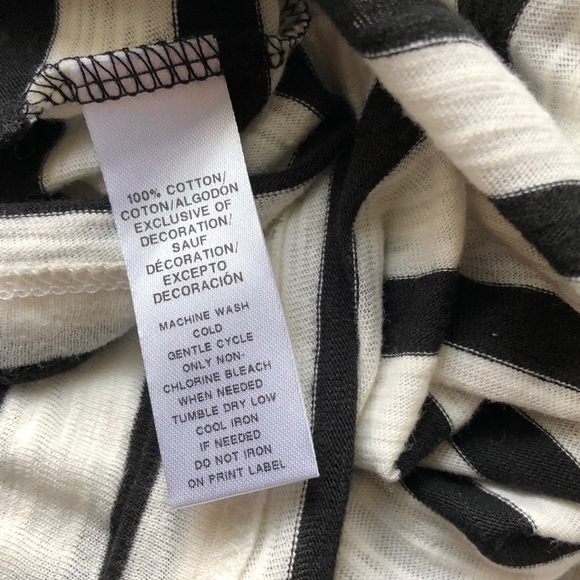 100% COTTON/
COTON/ALGODÓN
EXCLUSIVE OF
DECORATION/
SAUF
DÉCORATION/
EXCEPTO
DECORACIÓN
MACHINE WASH
COLD
GENTLE CYCLE
ONLY NON-
CHLORINE BLEACH
WHEN NEEDED
TUMBLE DRY LOW
COOL IRON
IF NEEDED
DO NOT IRON
ON PRINT LABEL